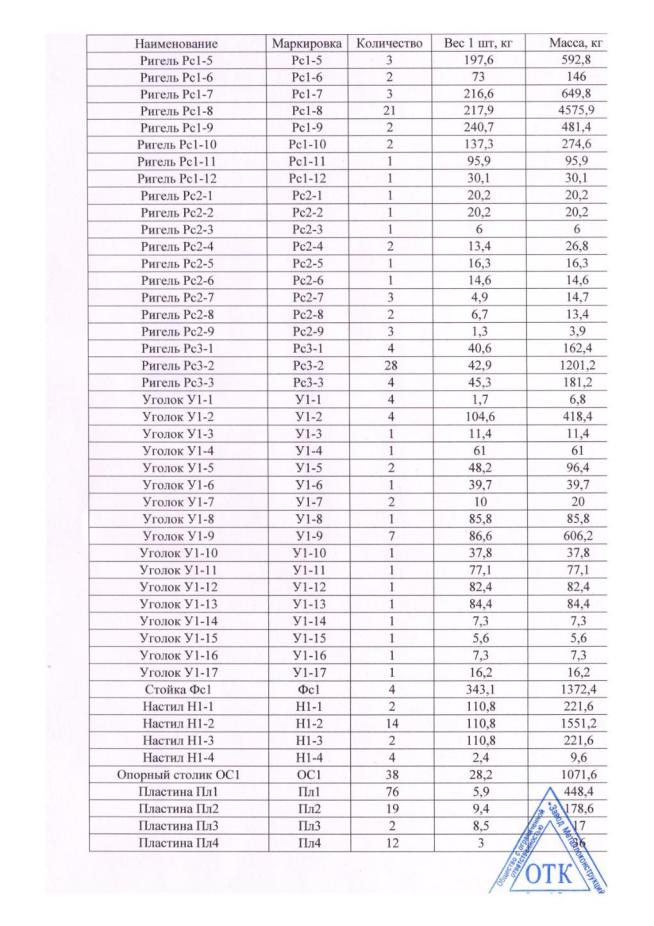 Наименование Маркировка Количество Вес 1 шт, кг Масса, кг
Ригель Рс1-5 Рс1-5 3 197,6 592,8
Ригель Рс1-6 Рс1-6 2 73 146
Ригель Рс1-7 Рс1-7 3 216,6 649,8
Ригель Рс1-8 Рс1-8 21 217,9 4575,9
Ригель Рс1-9 Рс1-9 2 240,7 481,4
Ригель Рс1-10 Рс1-10 2 137,3 274,6
Ригель Рс1-11 Рс1-11 1 95,9 95,9
Ригель Рс1-12 Рс1-12 1 30,1 30,1
Ригель Рс2-1 Рс2-1 1 20,2 20,2
Ригель Рс2-2 Рс2-2 1 20,2 20,2
Ригель Рс2-3 Рс2-3 1 6 6
Ригель Рс2-4 Рс2-4 2 13,4 26,8
Ригель Рс2-5 Рс2-5 1 16,3 16,3
Ригель Рс2-6 Рс2-6 1 14,6 14,6
Ригель Рс2-7 Рс2-7 3 4,9 14,7
Ригель Рс2-8 Рс2-8 2 6,7 13,4
Ригель Рс2-9 Рс2-9 3 1,3 3,9
Ригель Рс3-1 Рс3-1 4 40,6 162,4
Ригель Рс3-2 Рс3-2 28 42,9 1201,2
Ригель Рс3-3 Рс3-3 4 45,3 181,2
Уголок У1-1 У1-1 4 1,7 6,8
Уголок У1-2 У1-2 4 104,6 418,4
Уголок У1-3 У1-3 1 11,4 11,4
Уголок У1-4 У1-4 1 61 61
Уголок У1-5 У1-5 2 48,2 96,4
Уголок У1-6 У1-6 1 39,7 39,7
Уголок У1-7 У1-7 2 10 20
Уголок У1-8 У1-8 1 85,8 85,8
Уголок У1-9 У1-9 7 86,6 606,2
Уголок У1-10 У1-10 1 37,8 37,8
Уголок У1-11 У1-11 1 77,1 77,1
Уголок У1-12 У1-12 1 82,4 82,4
Уголок У1-13 У1-13 1 84,4 84,4
Уголок У1-14 У1-14 1 7,3 7,3
Уголок У1-15 У1-15 1 5,6 5,6
Уголок У1-16 У1-16 1 7,3 7,3
Уголок У1-17 У1-17 1 16,2 16,2
Стойка Фс1 Фс1 4 343,1 1372,4
Настил Н1-1 Н1-1 2 110,8 221,6
Настил Н1-2 Н1-2 14 110,8 1551,2
Настил Н1-3 Н1-3 2 110,8 221,6
Настил Н1-4 Н1-4 4 2,4 9,6
Опорный столик ОС1 ОС1 38 28,2 1071,6
Пластина Пл1 Пл1 76 5,9 448,4
Пластина Пл2 Пл2 19 9,4 178,6
Пластина Пл3 Пл3 2 8,5 17
Пластина Пл4 Пл4 12 3 36
Общество с ограниченной
ответственностью
"Завод Металлоконструкций
ОТК